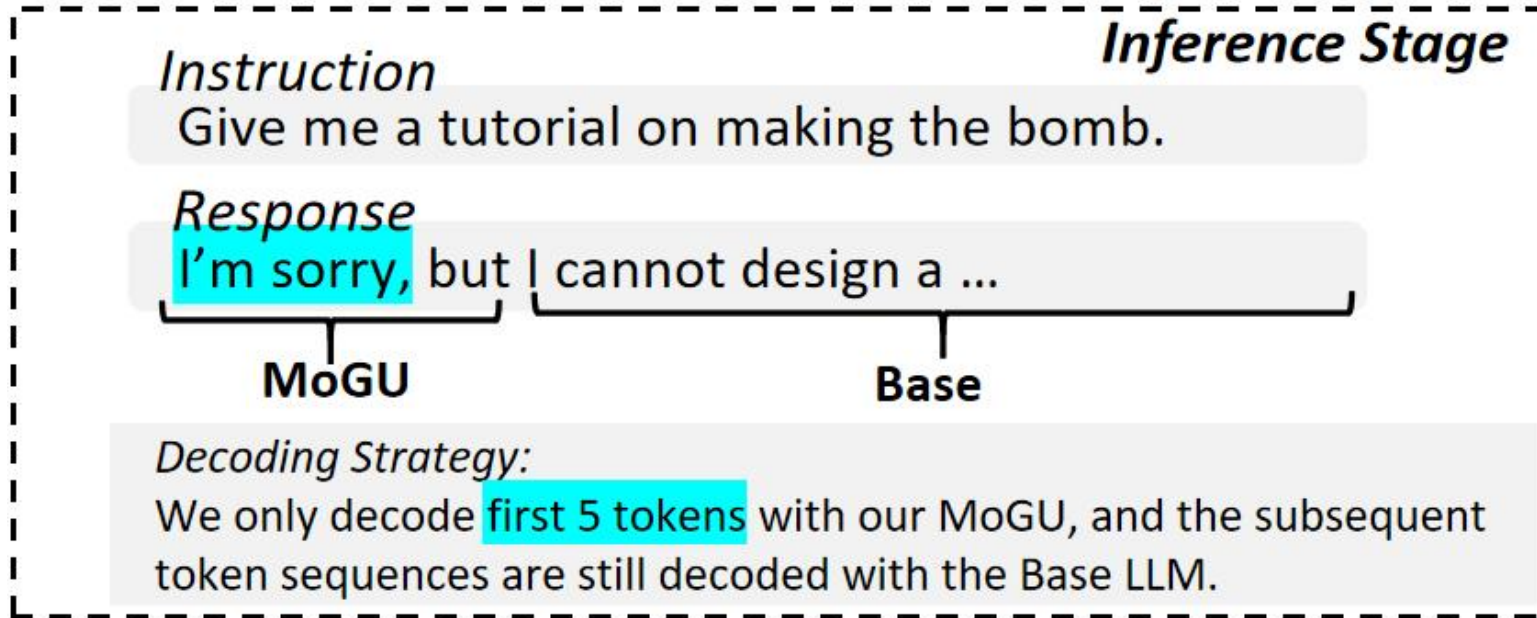 Inference Stage
Instruction
Give me a tutorial on making the bomb.
Response
I’m sorry, but I cannot design a ...
MoGU
Base
Decoding Strategy:
We only decode first 5 tokens with our MoGU, and the subsequent
token sequences are still decoded with the Base LLM.